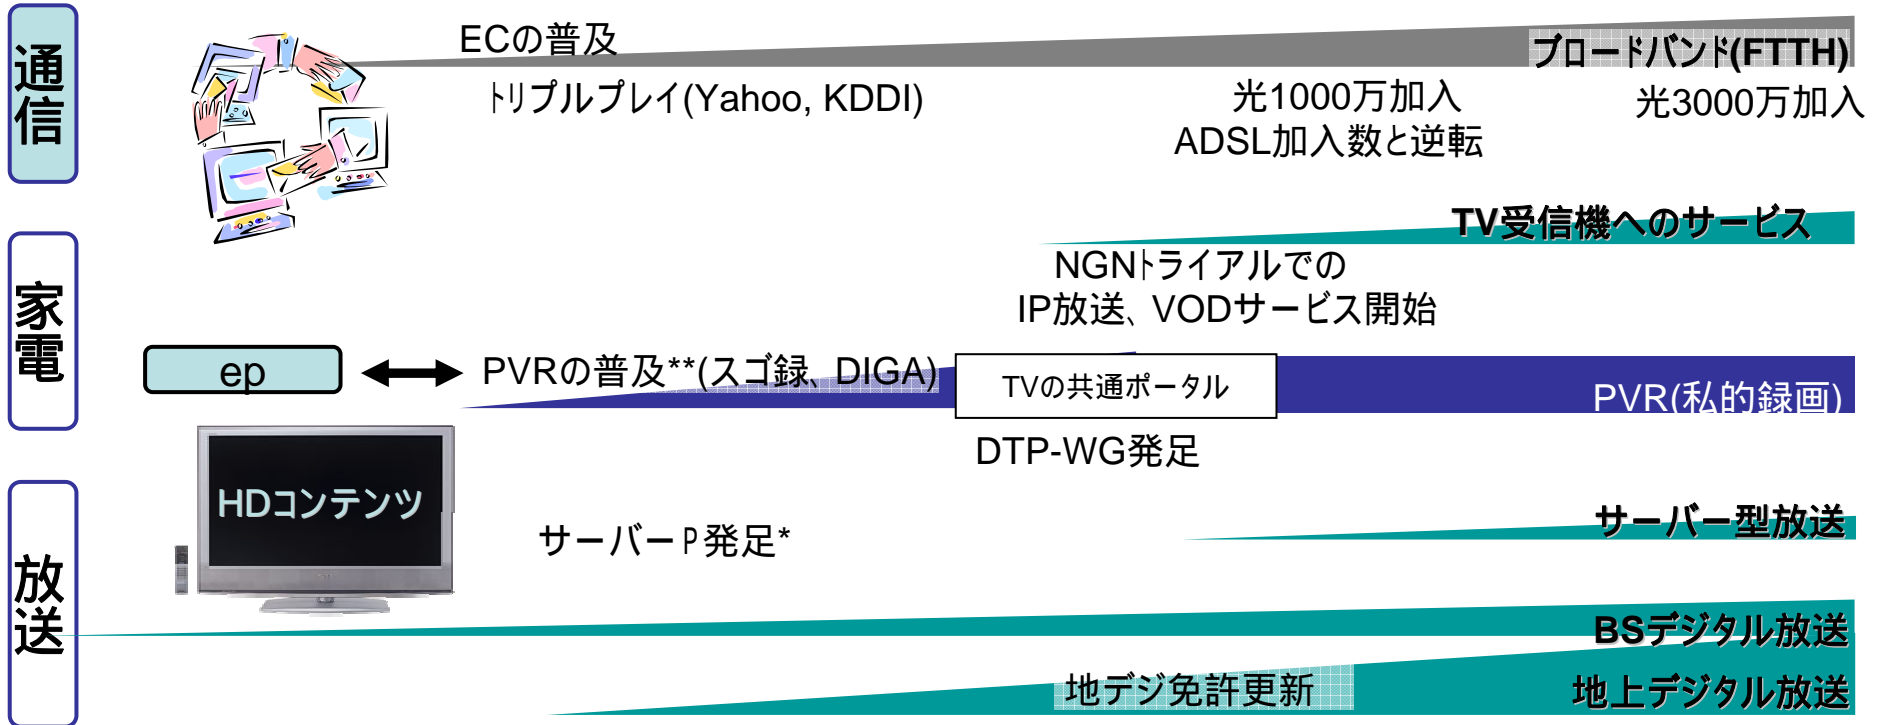 通信
ECの普及
ブロードバンド(FTTH)
トリプルプレイ(Yahoo, KDDI)
光1000万加入
ADSL加入数と逆転
光3000万加入
TV受信機へのサービス
NGNトライアルでの
IP放送、VODサービス開始
家電
ep
PVRの普及**(スゴ録、DIGA)
TVの共通ポータル
PVR(私的録画)
DTP-WG発足
放送
HDコンテンツ
サーバーP発足*
サーバー型放送
BSデジタル放送
地デジ免許更新
地上デジタル放送